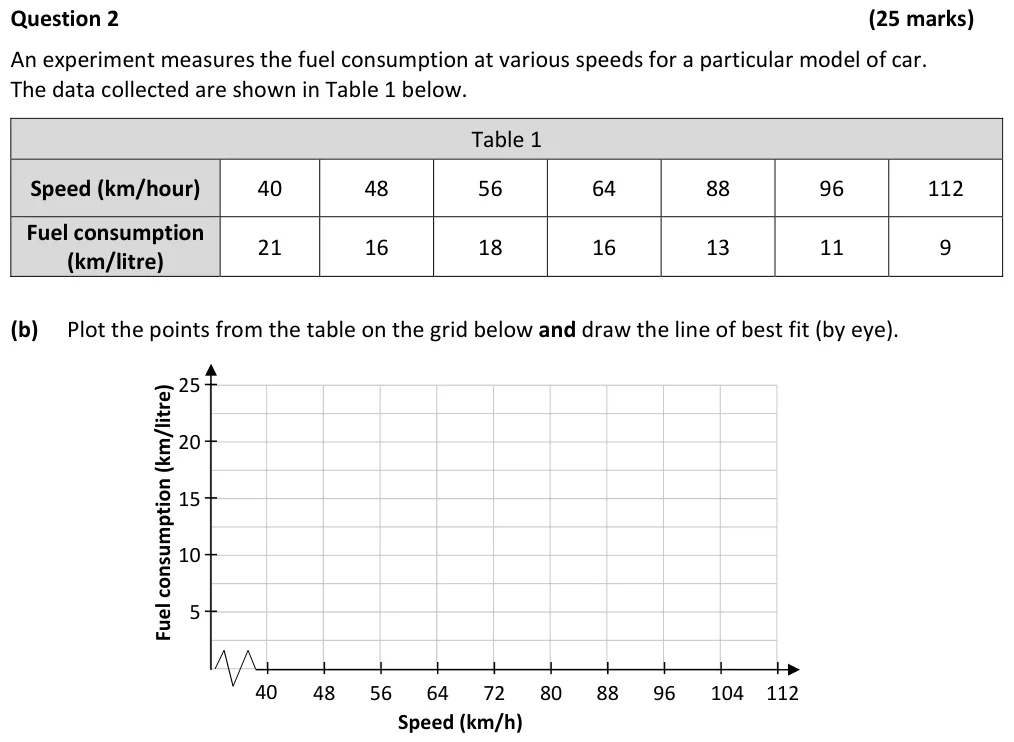 Question 2 (25 marks)
An experiment measures the fuel consumption at various speeds for a particular model of car.
The data collected are shown in Table 1 below.
Table 1
Speed (km/hour) 40 48 56 64 88 96 112
Fuel consumption
(km/litre) 21 16 18 16 13 11 9
(b) Plot the points from the table on the grid below and draw the line of best fit (by eye).
Fuel consumption (km/litre)
25
20
15
10
5
40 48 56 64 72 80 88 96 104 112
Speed (km/h)